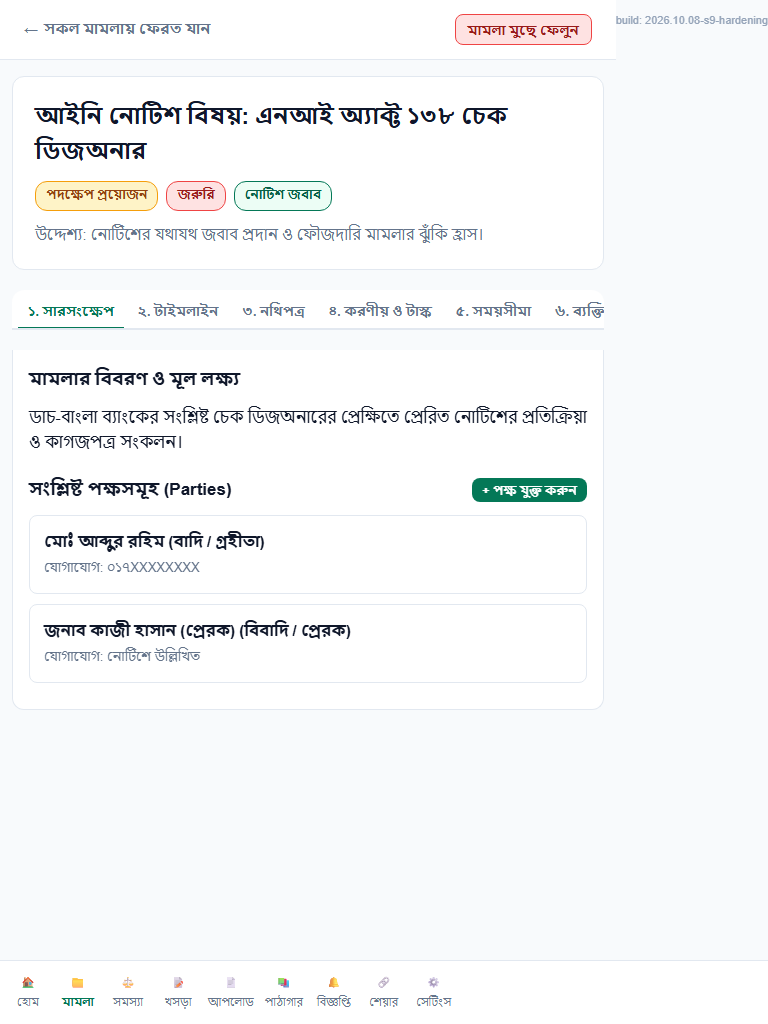 ← সকল মামলায় ফেরত যান
মামলা মুছে ফেলুন
build: 2026.10.08-s9-hardening
আইনি নোটিশ বিষয়: এনআই অ্যাক্ট ১৩৮ চেক
ডিজঅনার
পদক্ষেপ প্রয়োজন
জরুরি
নোটিশ জবাব
উদ্দেশ্য: নোটিশের যথাযথ জবাব প্রদান ও ফৌজদারি মামলার ঝুঁকি হ্রাস।
১. সারসংক্ষেপ
২. টাইমলাইন
৩. নথিপত্র
৪. করণীয় ও টাস্ক
৫. সময়সীমা
৬. ব্যক্তি
মামলার বিবরণ ও মূল লক্ষ্য
ডাচ-বাংলা ব্যাংকের সংশ্লিষ্ট চেক ডিজঅনারের প্রেক্ষিতে প্রেরিত নোটিশের প্রতিক্রিয়া
ও কাগজপত্র সংকলন।
সংশ্লিষ্ট পক্ষসমূহ (Parties)
+ পক্ষ যুক্ত করুন
মোঃ আব্দুর রহিম (বাদি / গ্রহীতা)
যোগাযোগ: ০১৭XXXXXXXX
জনাব কাজী হাসান (প্রেরক) (বিবাদি / প্রেরক)
যোগাযোগ: নোটিশে উল্লিখিত
হোম
মামলা
সমস্যা
খসড়া
আপলোড
পাঠাগার
বিজ্ঞপ্তি
শেয়ার
সেটিংস